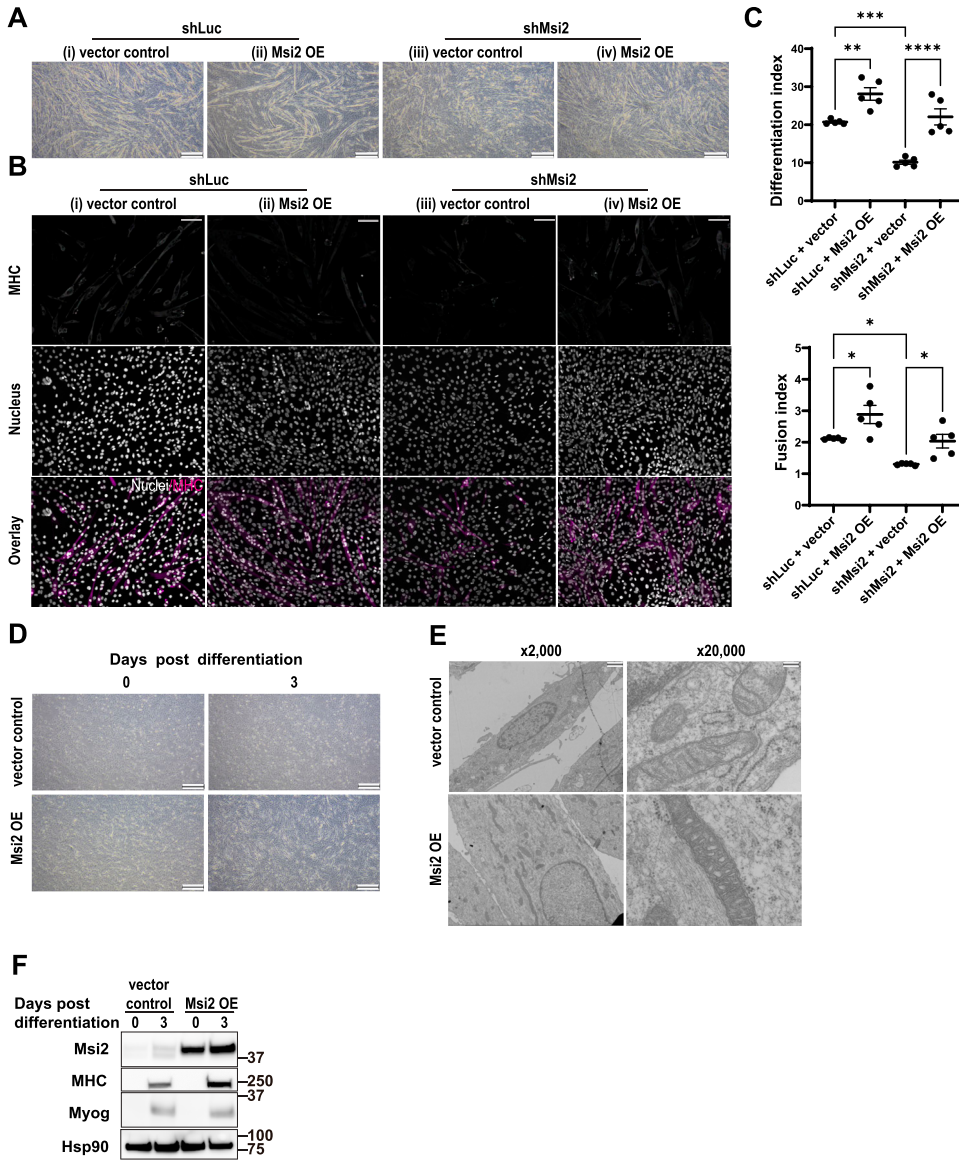 A
shLuc
shMsi2
(i) vector control
(ii) Msi2 OE
(iii) vector control
(iv) Msi2 OE
B
shLuc
shMsi2
(i) vector control
(ii) Msi2 OE
(iii) vector control
(iv) Msi2 OE
MHC
Nucleus
Overlay
Nuclei MHC
C
***
**
****
Differentiation index
40
30
20
10
0
shLuc + vector
shLuc + Msi2 OE
shMsi2 + vector
shMsi2 + Msi2 OE
*
*
*
Fusion index
5
4
3
2
1
0
shLuc + vector
shLuc + Msi2 OE
shMsi2 + vector
shMsi2 + Msi2 OE
D
Days post differentiation
0
3
vector control
Msi2 OE
E
x2,000
x20,000
vector control
Msi2 OE
F
vector
control
Msi2 OE
Days post
differentiation
0
3
0
3
Msi2
37
MHC
250
37
Myog
Hsp90
100
75